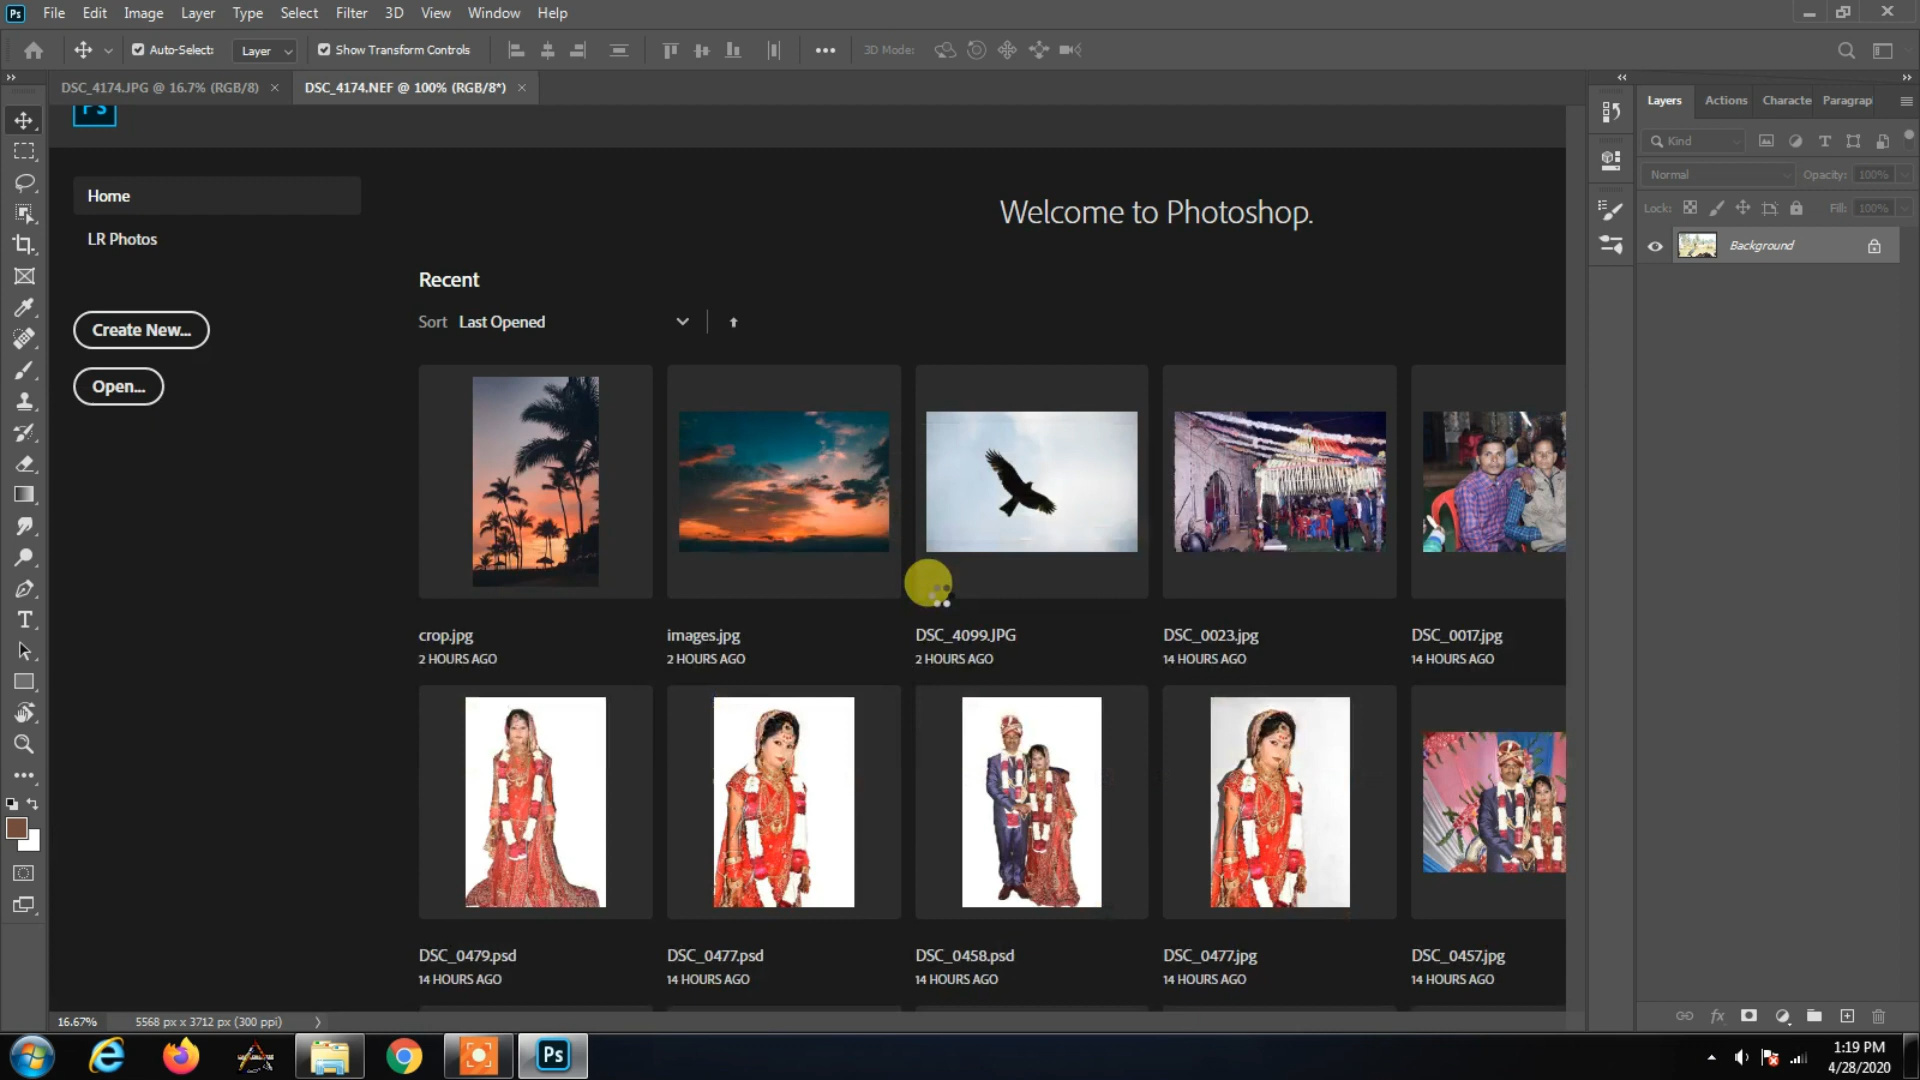 Ps File Edit Image Layer Type Select Filter 3D View Window Help
Auto-Select: Layer Show Transform Controls 3D Mode:
DSC_4174.JPG @ 16.7% (RGB/8) DSC_4174.NEF @ 100% (RGB/8*)
Layers Actions Characte Paragrap
Ps
Kind
Normal Opacity: 100%
Lock: Fill: 100%
Background
Home
LR Photos
Create New...
Open...
Welcome to Photoshop.
Recent
Sort Last Opened
crop.jpg images.jpg DSC_4099.JPG DSC_0023.jpg DSC_0017.jpg
2 HOURS AGO 2 HOURS AGO 2 HOURS AGO 14 HOURS AGO 14 HOURS AGO
DSC_0479.psd DSC_0477.psd DSC_0458.psd DSC_0477.jpg DSC_0457.jpg
14 HOURS AGO 14 HOURS AGO 14 HOURS AGO 14 HOURS AGO 14 HOURS AGO
16.67% 5568 px x 3712 px (300 ppi)
fx
Ps
1:19 PM
4/28/2020